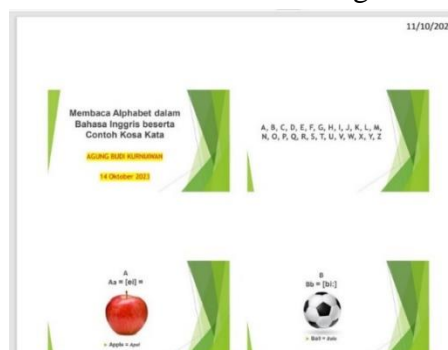 11/10/202
Membaca Alphabet dalam
Bahasa Inggris beserta
Contoh Kosa Kata
AGUNG BUDI KURNIAWAN
14 Oktober 2023
A, B, C, D, E, F, G, H, I, J, K, L, M,
N, O, P, Q, R, S, T, U, V, W, X, Y, Z
A
Aa = [ei] =
Apple = Apel
B
Bb = [bi:]
Ball = Bola